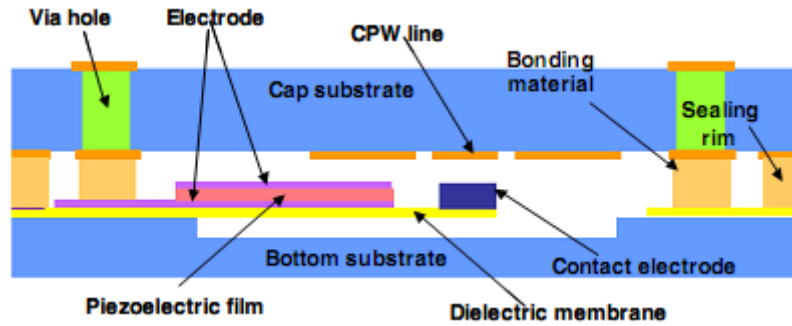 Via hole
Electrode
CPW line
Bonding
material
Cap substrate
Sealing
rim
Bottom substrate
Contact electrode
Piezoelectric film
Dielectric membrane